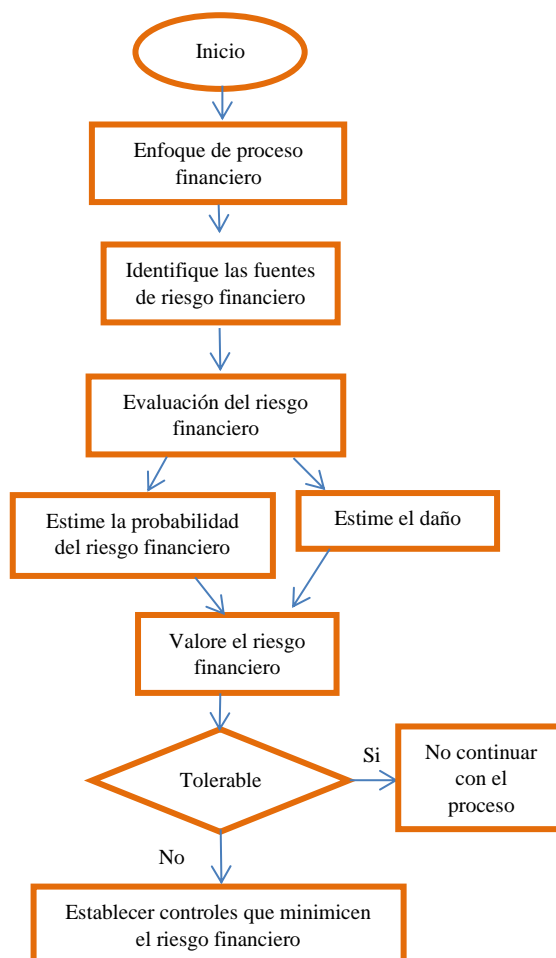 Inicio
Enfoque de proceso
financiero
Identifique las fuentes
de riesgo financiero
Evaluación del riesgo
financiero
Estime la probabilidad
del riesgo financiero
Estime el daño
Valore el riesgo
financiero
Tolerable
Si
No continuar
con el
proceso
No
Establecer controles que minimicen
el riesgo financiero